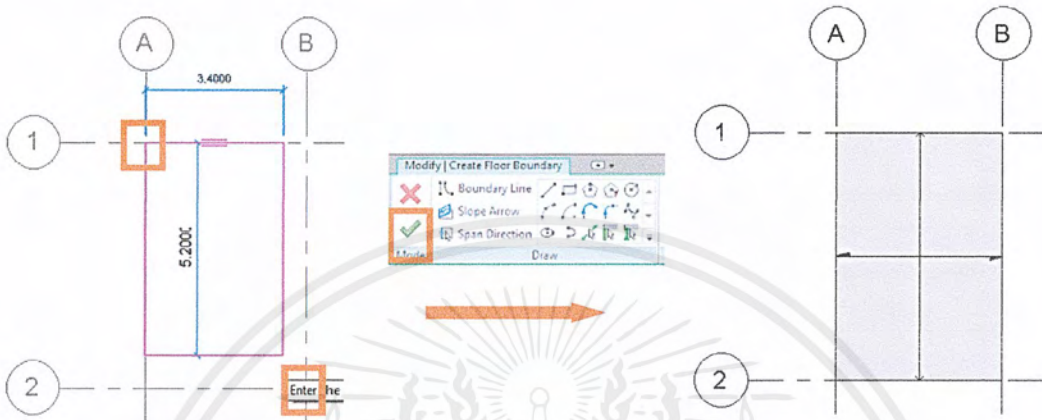 A
B
3.4000
1
5.2000
2
Enter he
Modify | Create Floor Boundary
Boundary Line
Slope Arrow
Span Direction
Mode
Draw
A
B
1
2